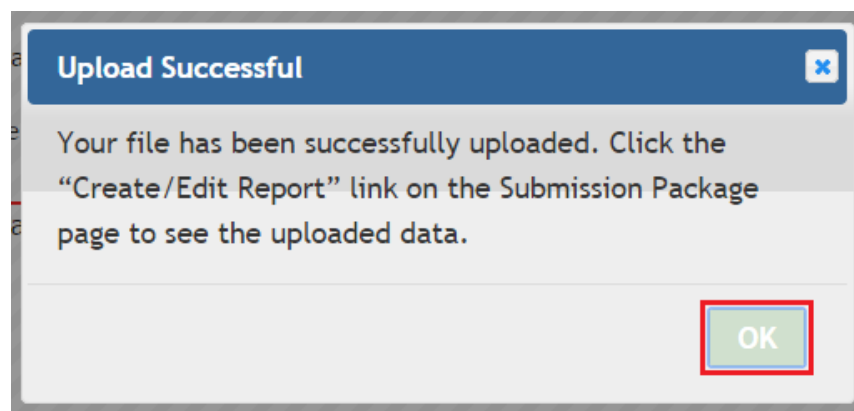 Upload Successful
Your file has been successfully uploaded. Click the
“Create/Edit Report” link on the Submission Package
page to see the uploaded data.
OK